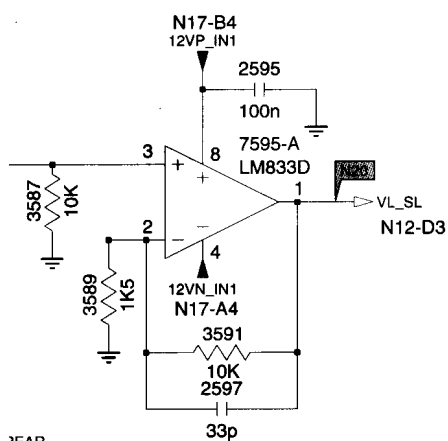 N17-B4
12VP_IN1
2595
100n
7595-A
LM833D
3
+
8
+
1
VL_SL
N12-D3
3587
10K
2
−
−
4
12VN_IN1
N17-A4
3589
1K5
3591
10K
2597
33p